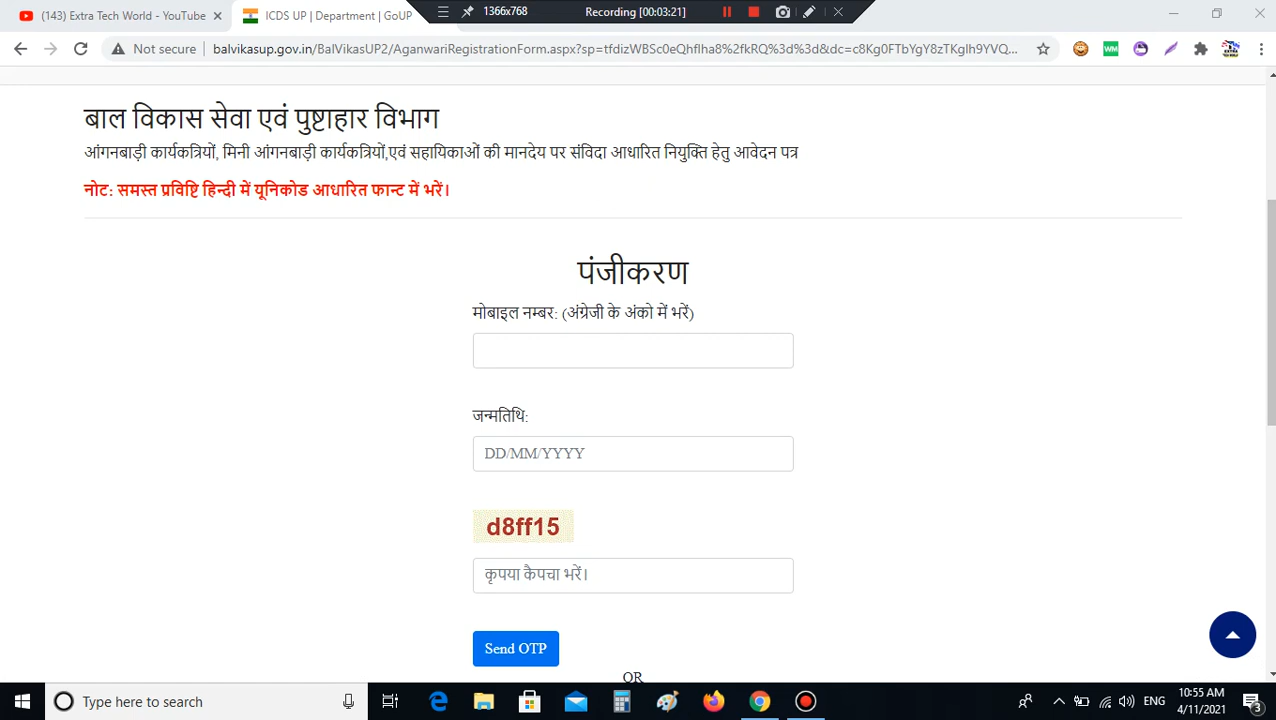 (143) Extra Tech World - YouTube
ICDS UP | Department | GoUP
1366x768
Recording [00:03:21]
Not secure
balvikasup.gov.in/BalVikasUP2/AganwariRegistrationForm.aspx?sp=tfdizWBSc0eQhfIha8%2fkRQ%3d%3d&dc=c8Kg0FTbYgY8zTKglh9YVQ...
WM
बाल विकास सेवा एवं पुष्टाहार विभाग
आंगनबाड़ी कार्यकत्रियों, मिनी आंगनबाड़ी कार्यकत्रियों,एवं सहायिकाओं की मानदेय पर संविदा आधारित नियुक्ति हेतु आवेदन पत्र
नोट: समस्त प्रविष्टि हिन्दी में यूनिकोड आधारित फान्ट में भरें।
पंजीकरण
मोबाइल नम्बर: (अंग्रेजी के अंको में भरें)
जन्मतिथि:
DD/MM/YYYY
d8ff15
कृपया कैपचा भरें।
Send OTP
OR
Type here to search
ENG
10:55 AM
4/11/2021
3